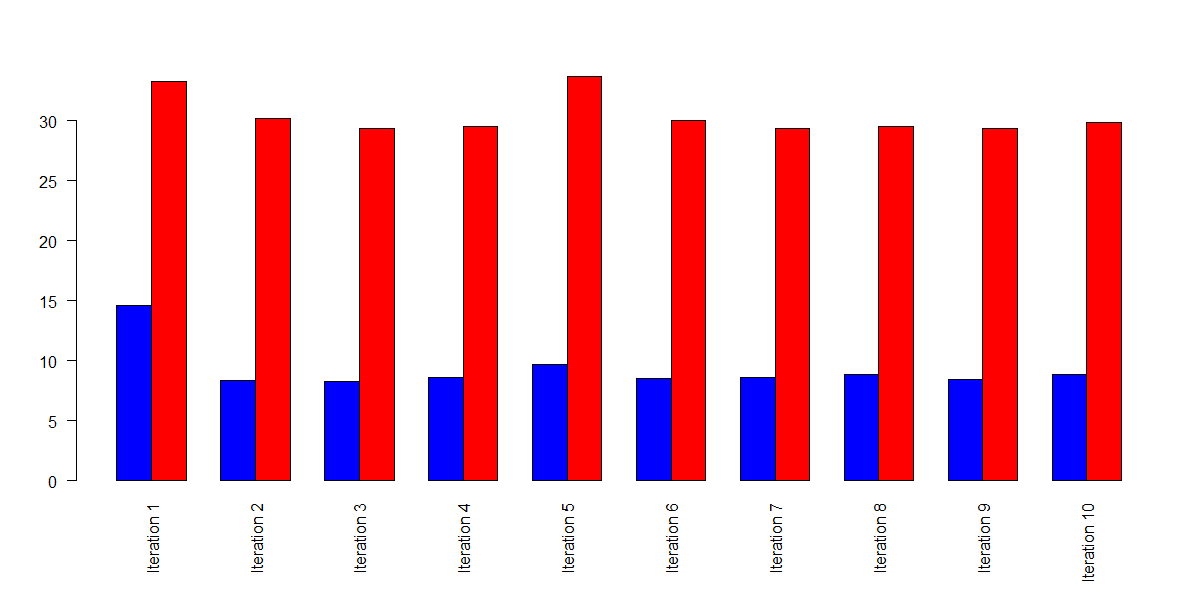 30
25
20
15
10
5
0
Iteration 1
Iteration 2
Iteration 3
Iteration 4
Iteration 5
Iteration 6
Iteration 7
Iteration 8
Iteration 9
Iteration 10